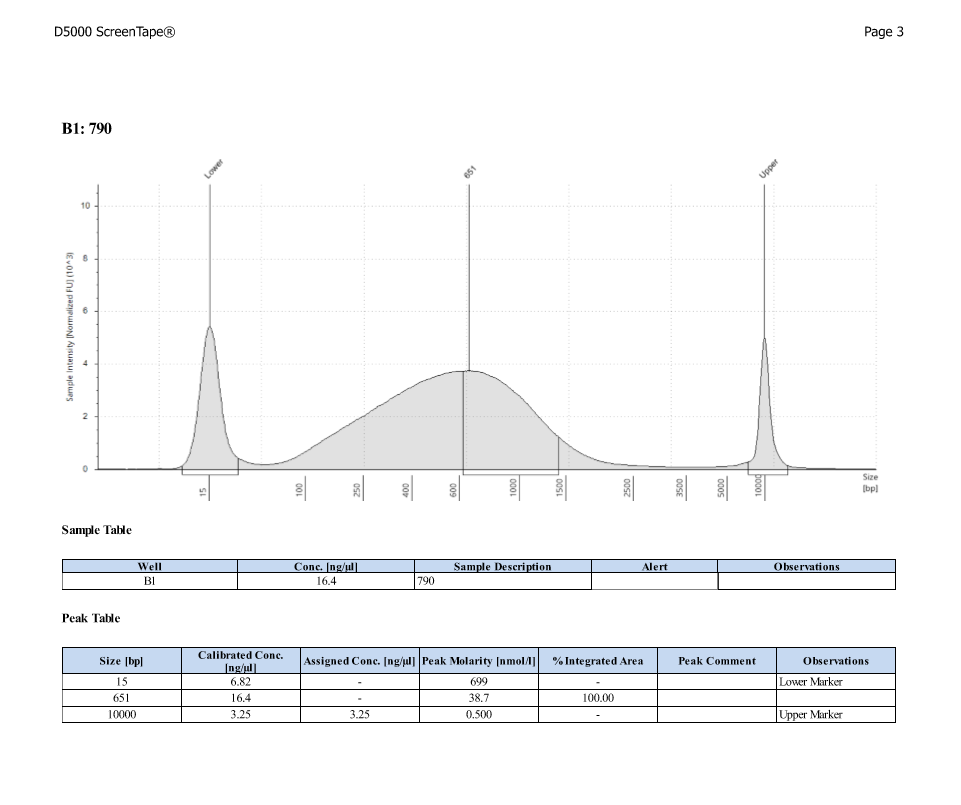 D5000 ScreenTape® Page 3
B1: 790
Lower 651 Upper
Sample Intensity [Normalized FU] (10^3)
10
8
6
4
2
0
15 100 250 400 600 1000 1500 2500 3500 5000 10000 Size [bp]
Sample Table
Well Conc. [ng/µl] Sample Description Alert Observations
B1 16.4 790
Peak Table
Size [bp] Calibrated Conc. [ng/µl] Assigned Conc. [ng/µl] Peak Molarity [nmol/l] % Integrated Area Peak Comment Observations
15 6.82 - 699 - Lower Marker
651 16.4 - 38.7 100.00
10000 3.25 3.25 0.500 - Upper Marker